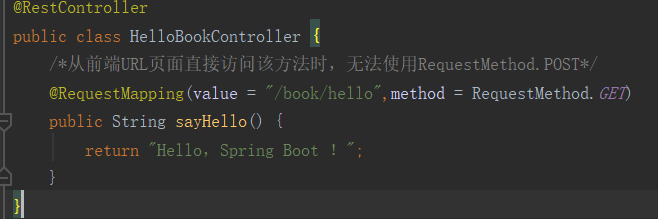 @RestController
public class HelloBookController {
/*从前端URL页面直接访问该方法时，无法使用RequestMethod.POST*/
@RequestMapping(value = "/book/hello",method = RequestMethod.GET)
public String sayHello() {
return "Hello，Spring Boot ！";
}
}